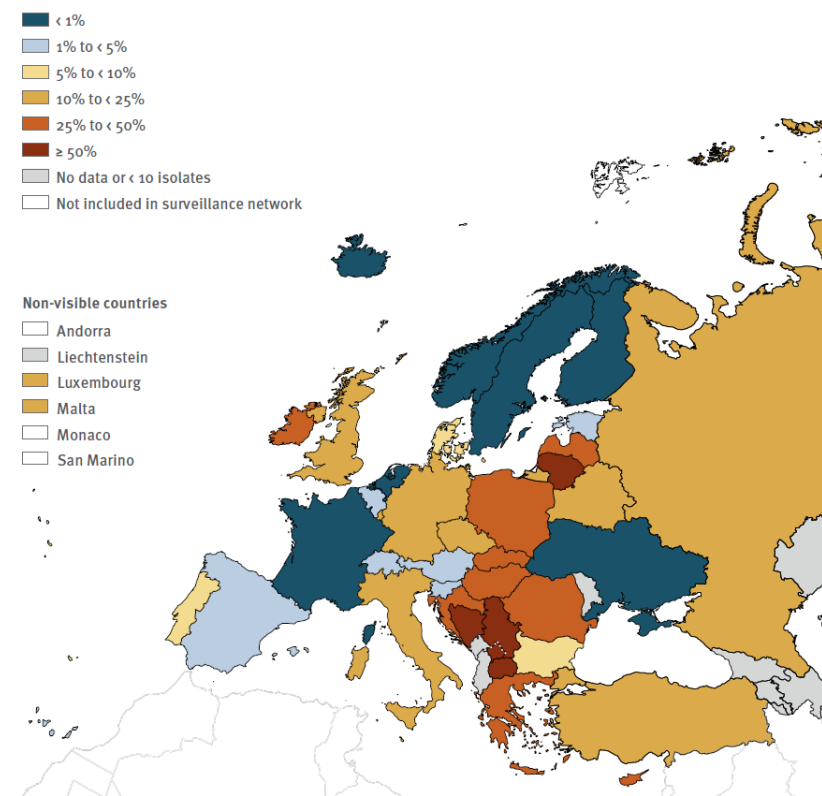 < 1%
1% to < 5%
5% to < 10%
10% to < 25%
25% to < 50%
≥ 50%
No data or < 10 isolates
Not included in surveillance network
Non-visible countries
Andorra
Liechtenstein
Luxembourg
Malta
Monaco
San Marino